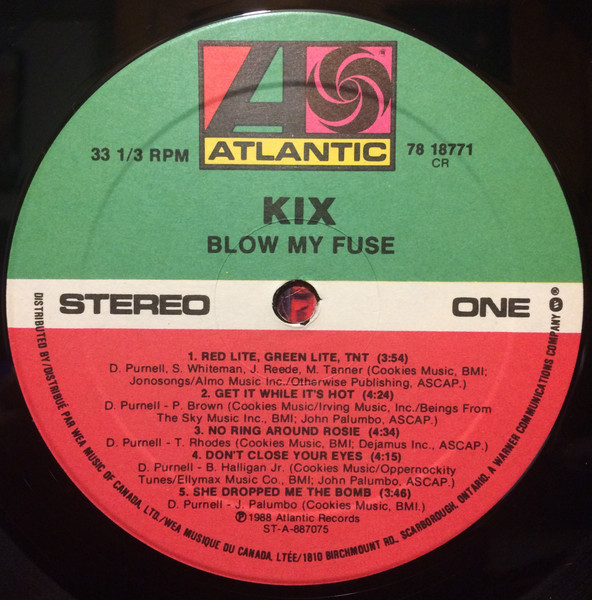 ATLANTIC
33 1/3 RPM
78 18771
CR
KIX
BLOW MY FUSE
STEREO
ONE
1. RED LITE, GREEN LITE, TNT (3:54)
D. Purnell, S. Whiteman, J. Reede, M. Tanner (Cookies Music, BMI;
Jonosongs/Almo Music Inc./Otherwise Publishing, ASCAP.)
2. GET IT WHILE IT'S HOT (4:24)
D. Purnell - P. Brown (Cookies Music/Irving Music, Inc./Beings From
The Sky Music Inc., BMI; John Palumbo, ASCAP.)
3. NO RING AROUND ROSIE (4:34)
D. Purnell - T. Rhodes (Cookies Music, BMI; Dejamus Inc., ASCAP.)
4. DON'T CLOSE YOUR EYES (4:15)
D. Purnell - B. Halligan Jr. (Cookies Music/Oppernockity
Tunes/Ellymax Music Co., BMI; John Palumbo, ASCAP.)
5. SHE DROPPED ME THE BOMB (3:46)
D. Purnell - J. Palumbo (Cookies Music, BMI.)
℗ 1988 Atlantic Records
ST-A-887075
DISTRIBUTED BY/DISTRIBUÉ PAR WEA MUSIC OF CANADA, LTD./WEA MUSIQUE DU CANADA, LTÉE/1810 BIRCHMOUNT RD., SCARBOROUGH, ONTARIO, A WARNER COMMUNICATIONS COMPANY ®